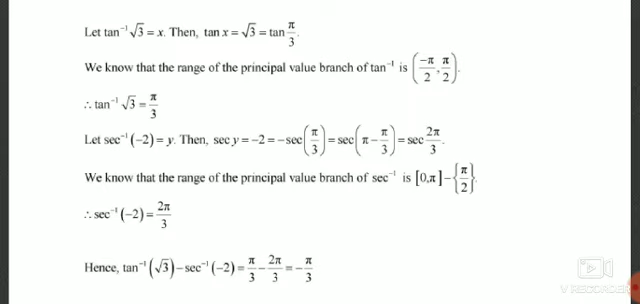 Let tan⁻¹ √3 = x. Then, tan x = √3 = tan π/3.
We know that the range of the principal value branch of tan⁻¹ is (−π/2, π/2).
∴ tan⁻¹ √3 = π/3
Let sec⁻¹ (−2) = y. Then, sec y = −2 = −sec(π/3) = sec(π − π/3) = sec 2π/3.
We know that the range of the principal value branch of sec⁻¹ is [0,π] − {π/2}.
∴ sec⁻¹ (−2) = 2π/3
Hence, tan⁻¹ (√3) − sec⁻¹ (−2) = π/3 − 2π/3 = −π/3
V RECORDER